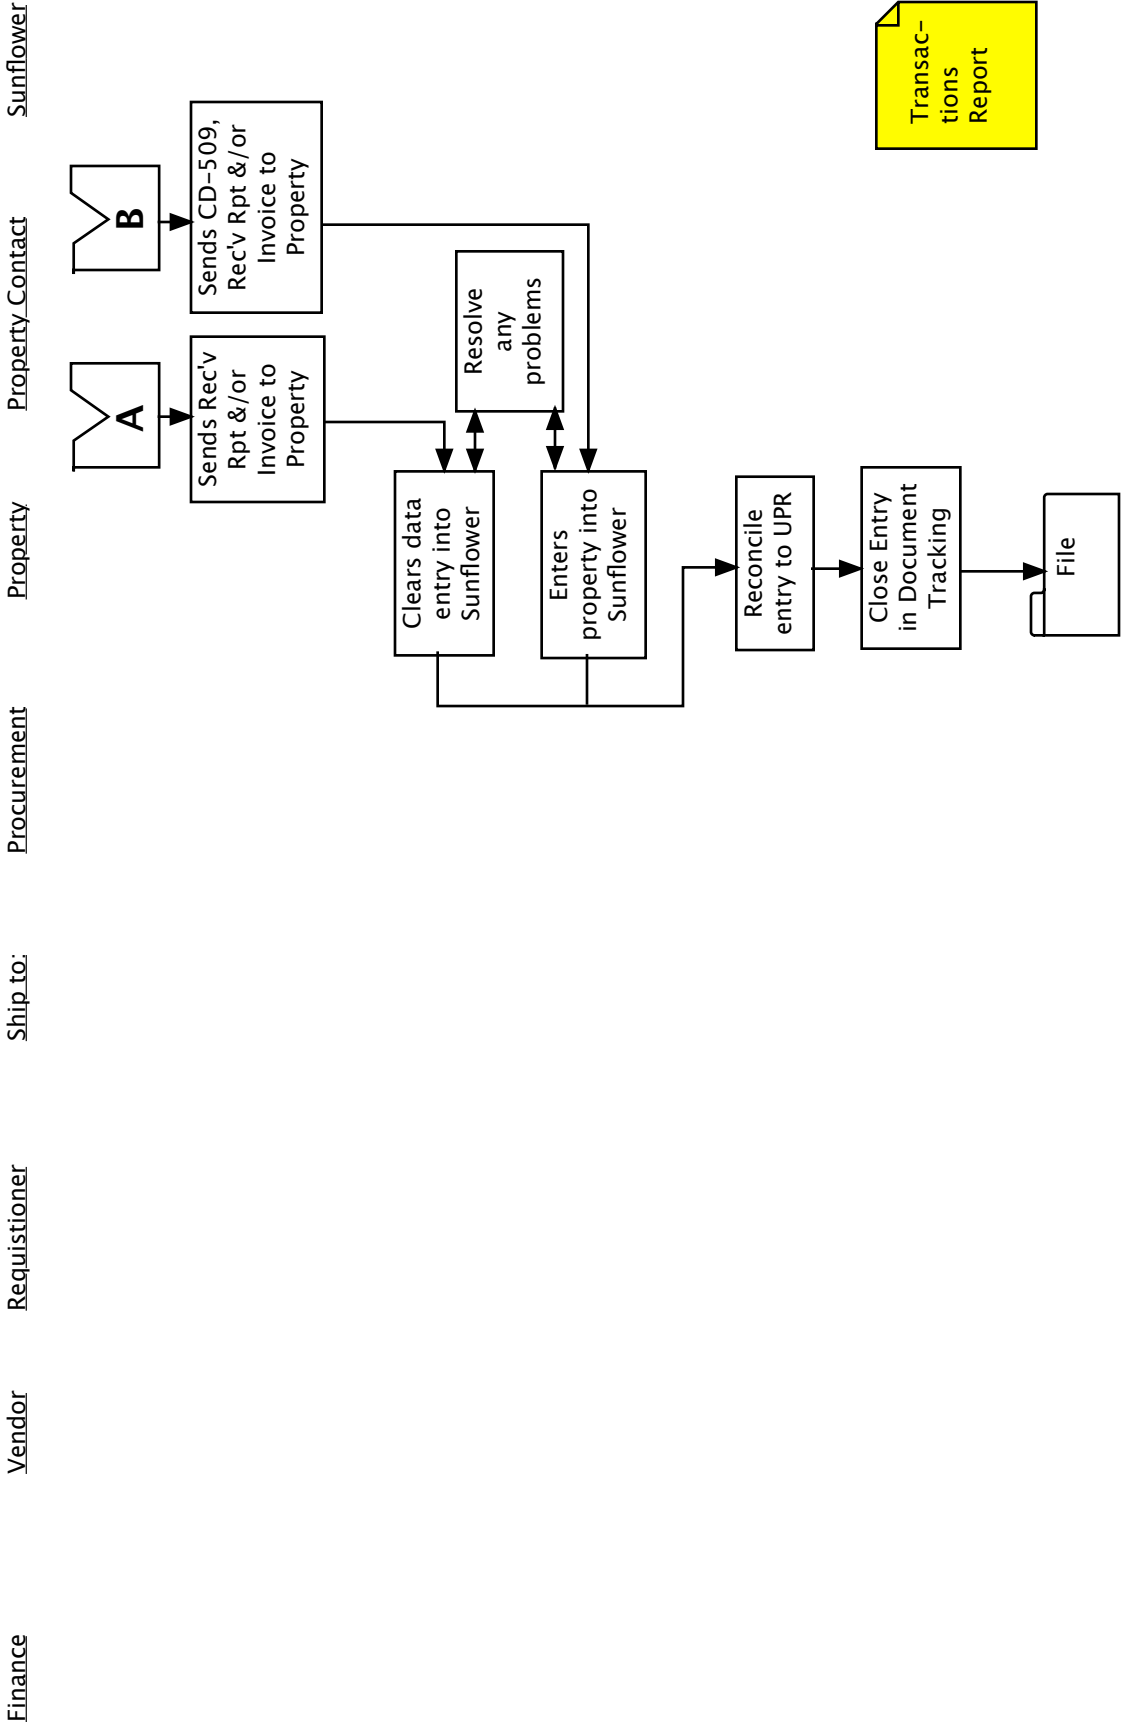 Finance
Vendor
Requistioner
Ship to:
Procurement
Property
Property Contact
Sunflower
A
B
Sends Rec'v
Rpt &/or
Invoice to
Property
Sends CD-509,
Rec'v Rpt &/or
Invoice to
Property
Clears data
entry into
Sunflower
Resolve
any
problems
Enters
property into
Sunflower
Reconcile
entry to UPR
Close Entry
in Document
Tracking
Transac-
tions
Report
File